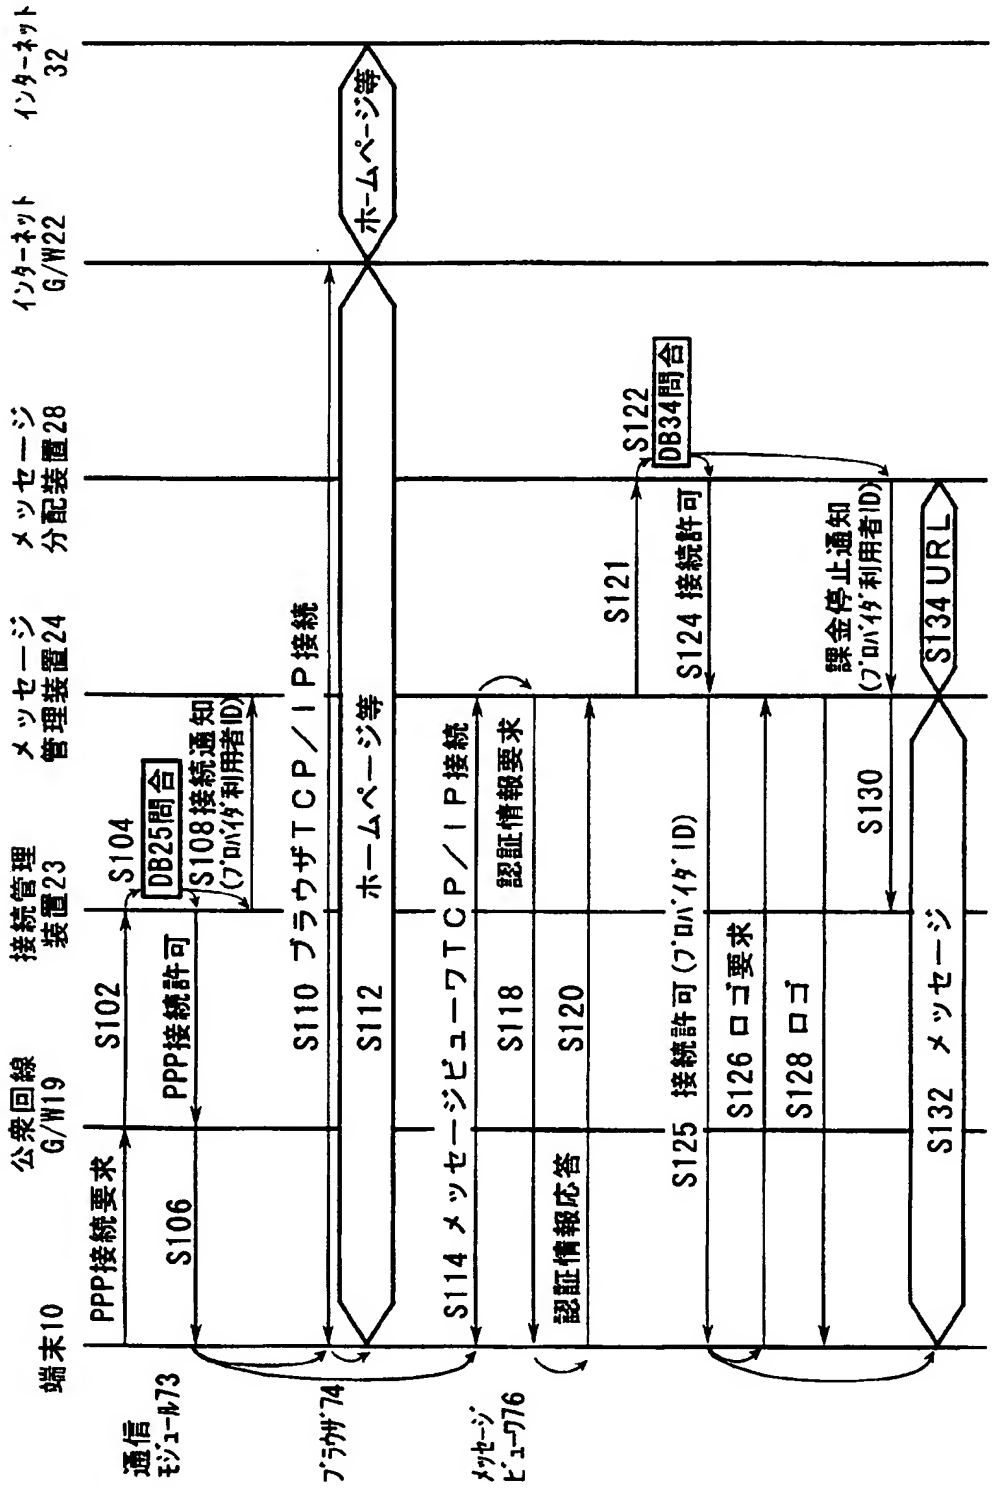 端末10
公衆回線
G/W19
接続管理
装置23
メッセージ
管理装置24
メッセージ
分配装置28
インターネット
G/W22
インターネット
32
通信
モジュール73
PPP接続要求
S102
S104
DB25問合
PPP接続許可
S106
S108接続通知
(プロバイダ利用者ID)
ブラウザ74
S110 ブラウザTCP/IP接続
S112
ホームページ等
ホームページ等
メッセージ
ビューワ76
S114 メッセージビューワTCP/IP接続
S118
認証情報要求
認証情報応答
S120
S121
S122
DB34問合
S124 接続許可
S125 接続許可(プロバイダID)
S126 ロゴ要求
S128 ロゴ
課金停止通知
(プロバイダ利用者ID)
S130
S132 メッセージ
S134 URL